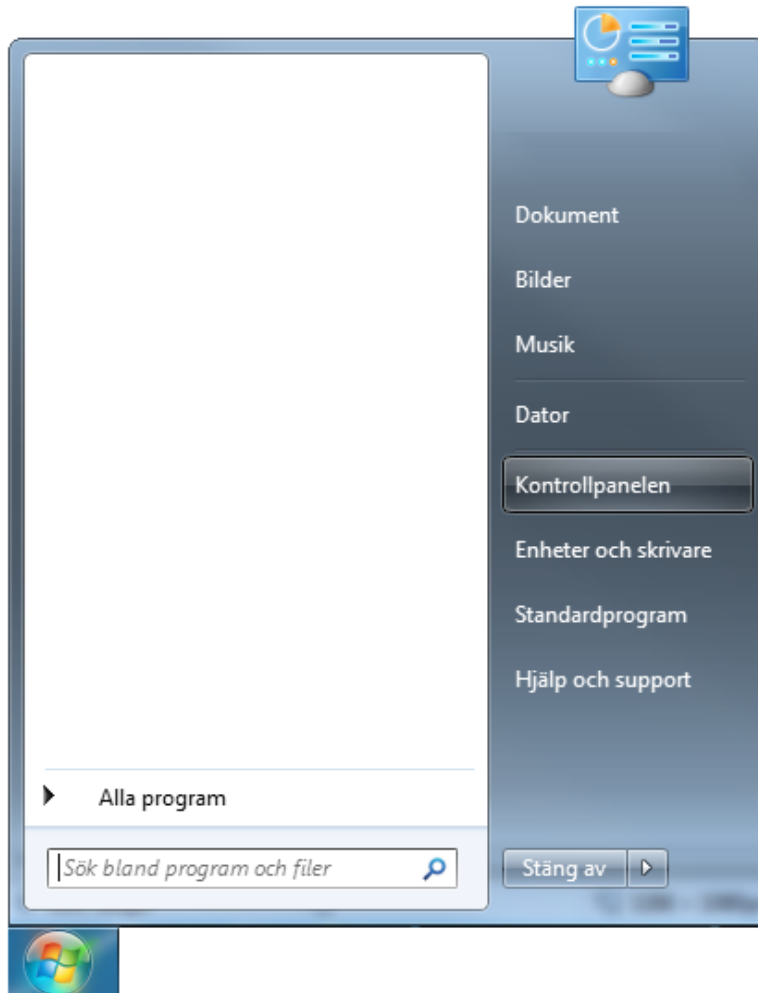 Dokument
Bilder
Musik
Dator
Kontrollpanelen
Enheter och skrivare
Standardprogram
Hjälp och support
Alla program
Sök bland program och filer
Stäng av